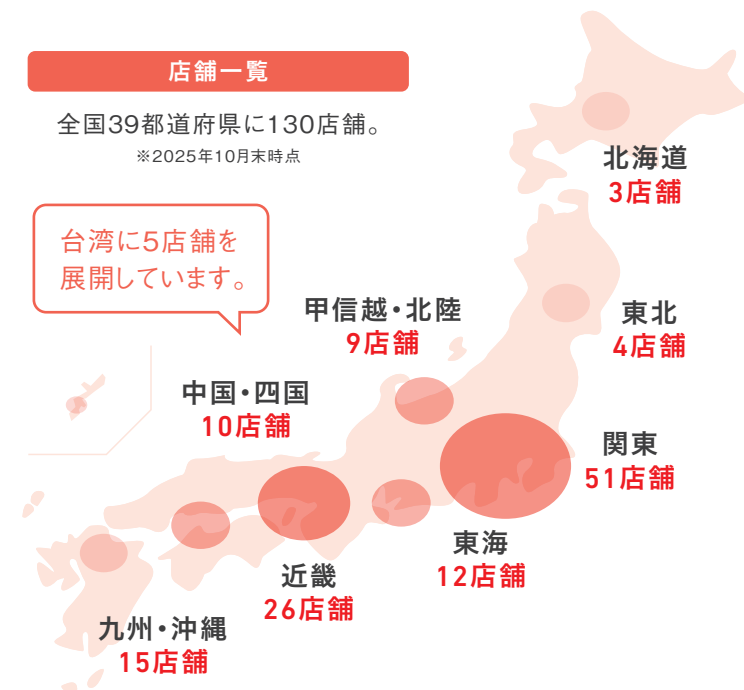 店舗一覧
全国39都道府県に130店舗。
※2025年10月末時点
台湾に5店舗を
展開しています。
北海道
3店舗
東北
4店舗
甲信越・北陸
9店舗
中国・四国
10店舗
関東
51店舗
東海
12店舗
近畿
26店舗
九州・沖縄
15店舗